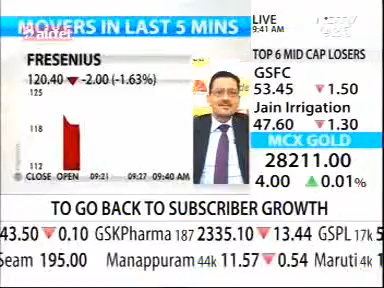 MOVERS IN LAST 5 MINS
LIVE
9:41 AM
FRESENIUS
120.40 ▼ -2.00 (-1.63%)
125
118
112
CLOSE OPEN 09:21 09:27 09:40 AM
TOP 6 MID CAP LOSERS
GSFC
53.45 ▼ 1.50
Jain Irrigation
47.60 ▼ 1.30
MCX GOLD
28211.00
4.00 ▲ 0.01%
TO GO BACK TO SUBSCRIBER GROWTH
43.50 ▼ 0.10 GSKPharma 187 2335.10 ▼ 13.44 GSPL 17k
Seam 195.00 Manappuram 44k 11.57 ▼ 0.54 Maruti 4k